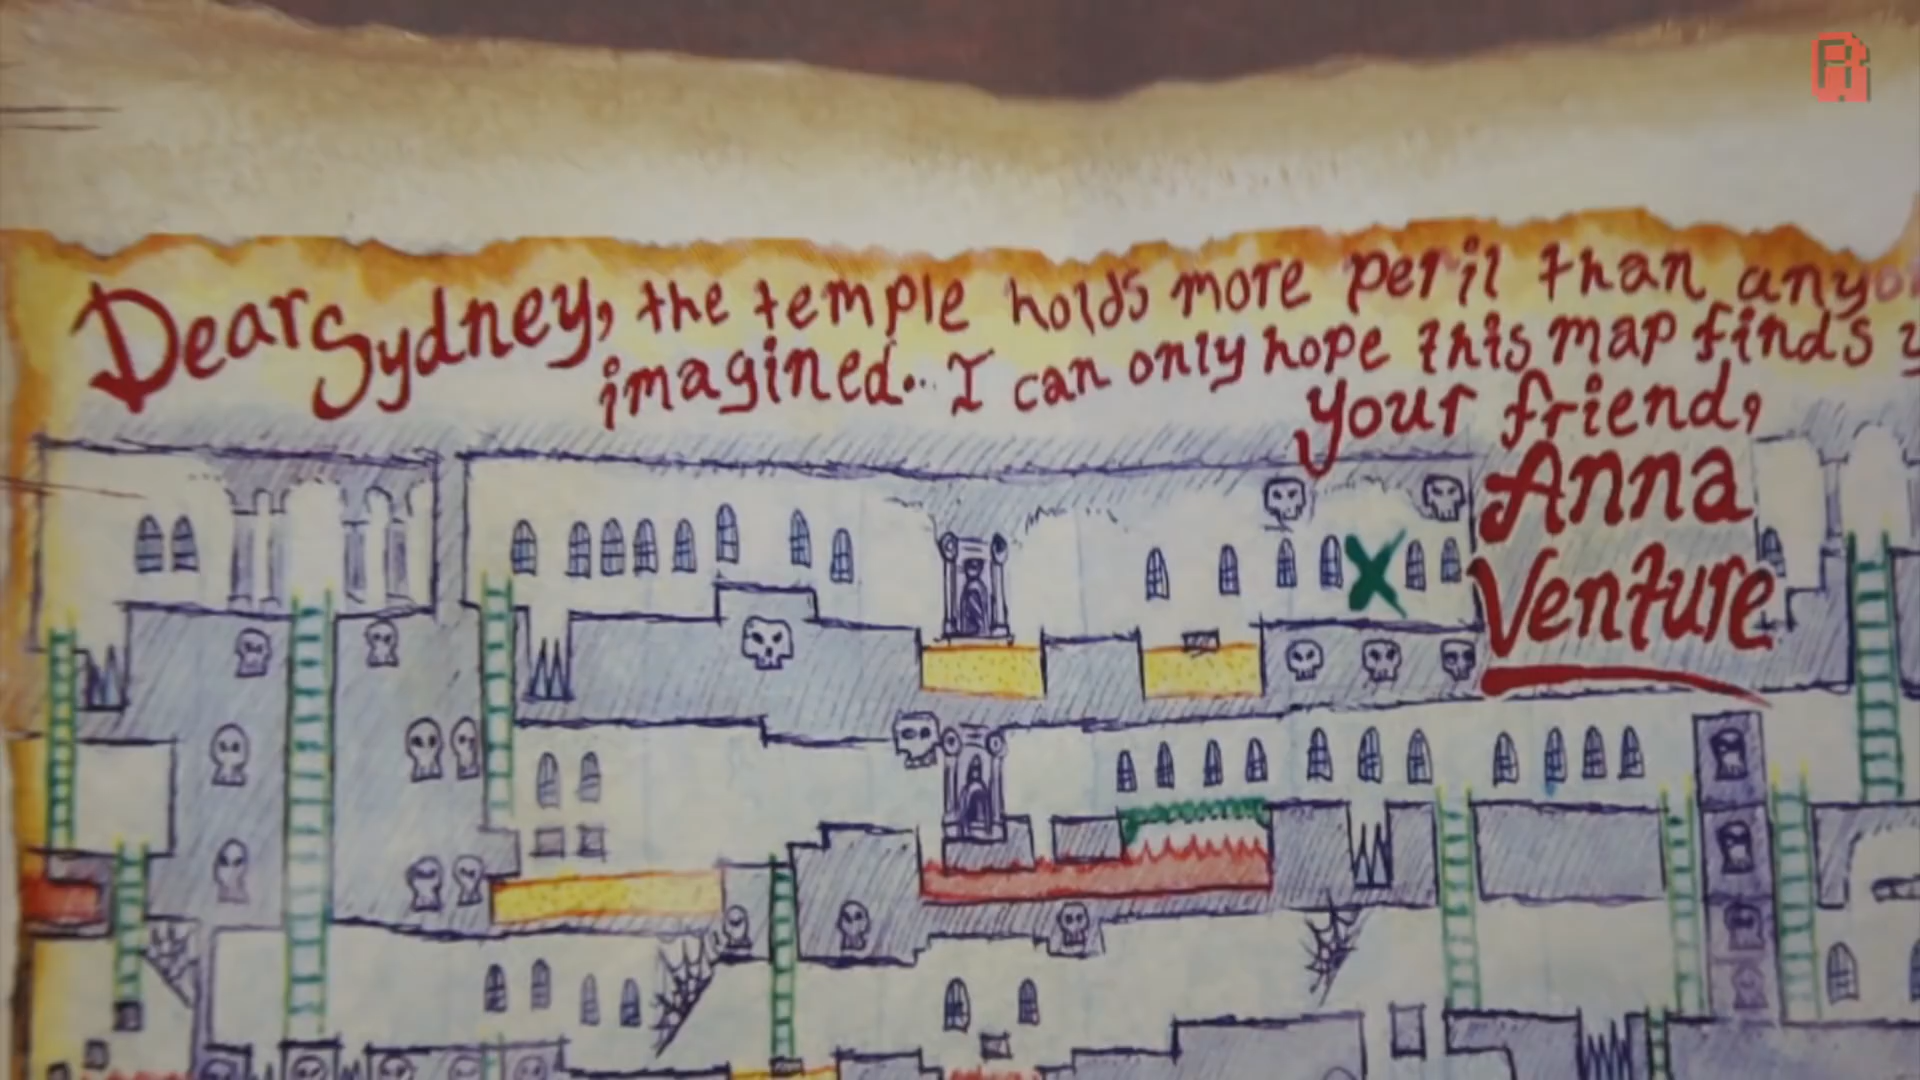 Dear Sydney, the temple holds more peril than
imagined... I can only hope this map finds
your friend,
Anna
Venture